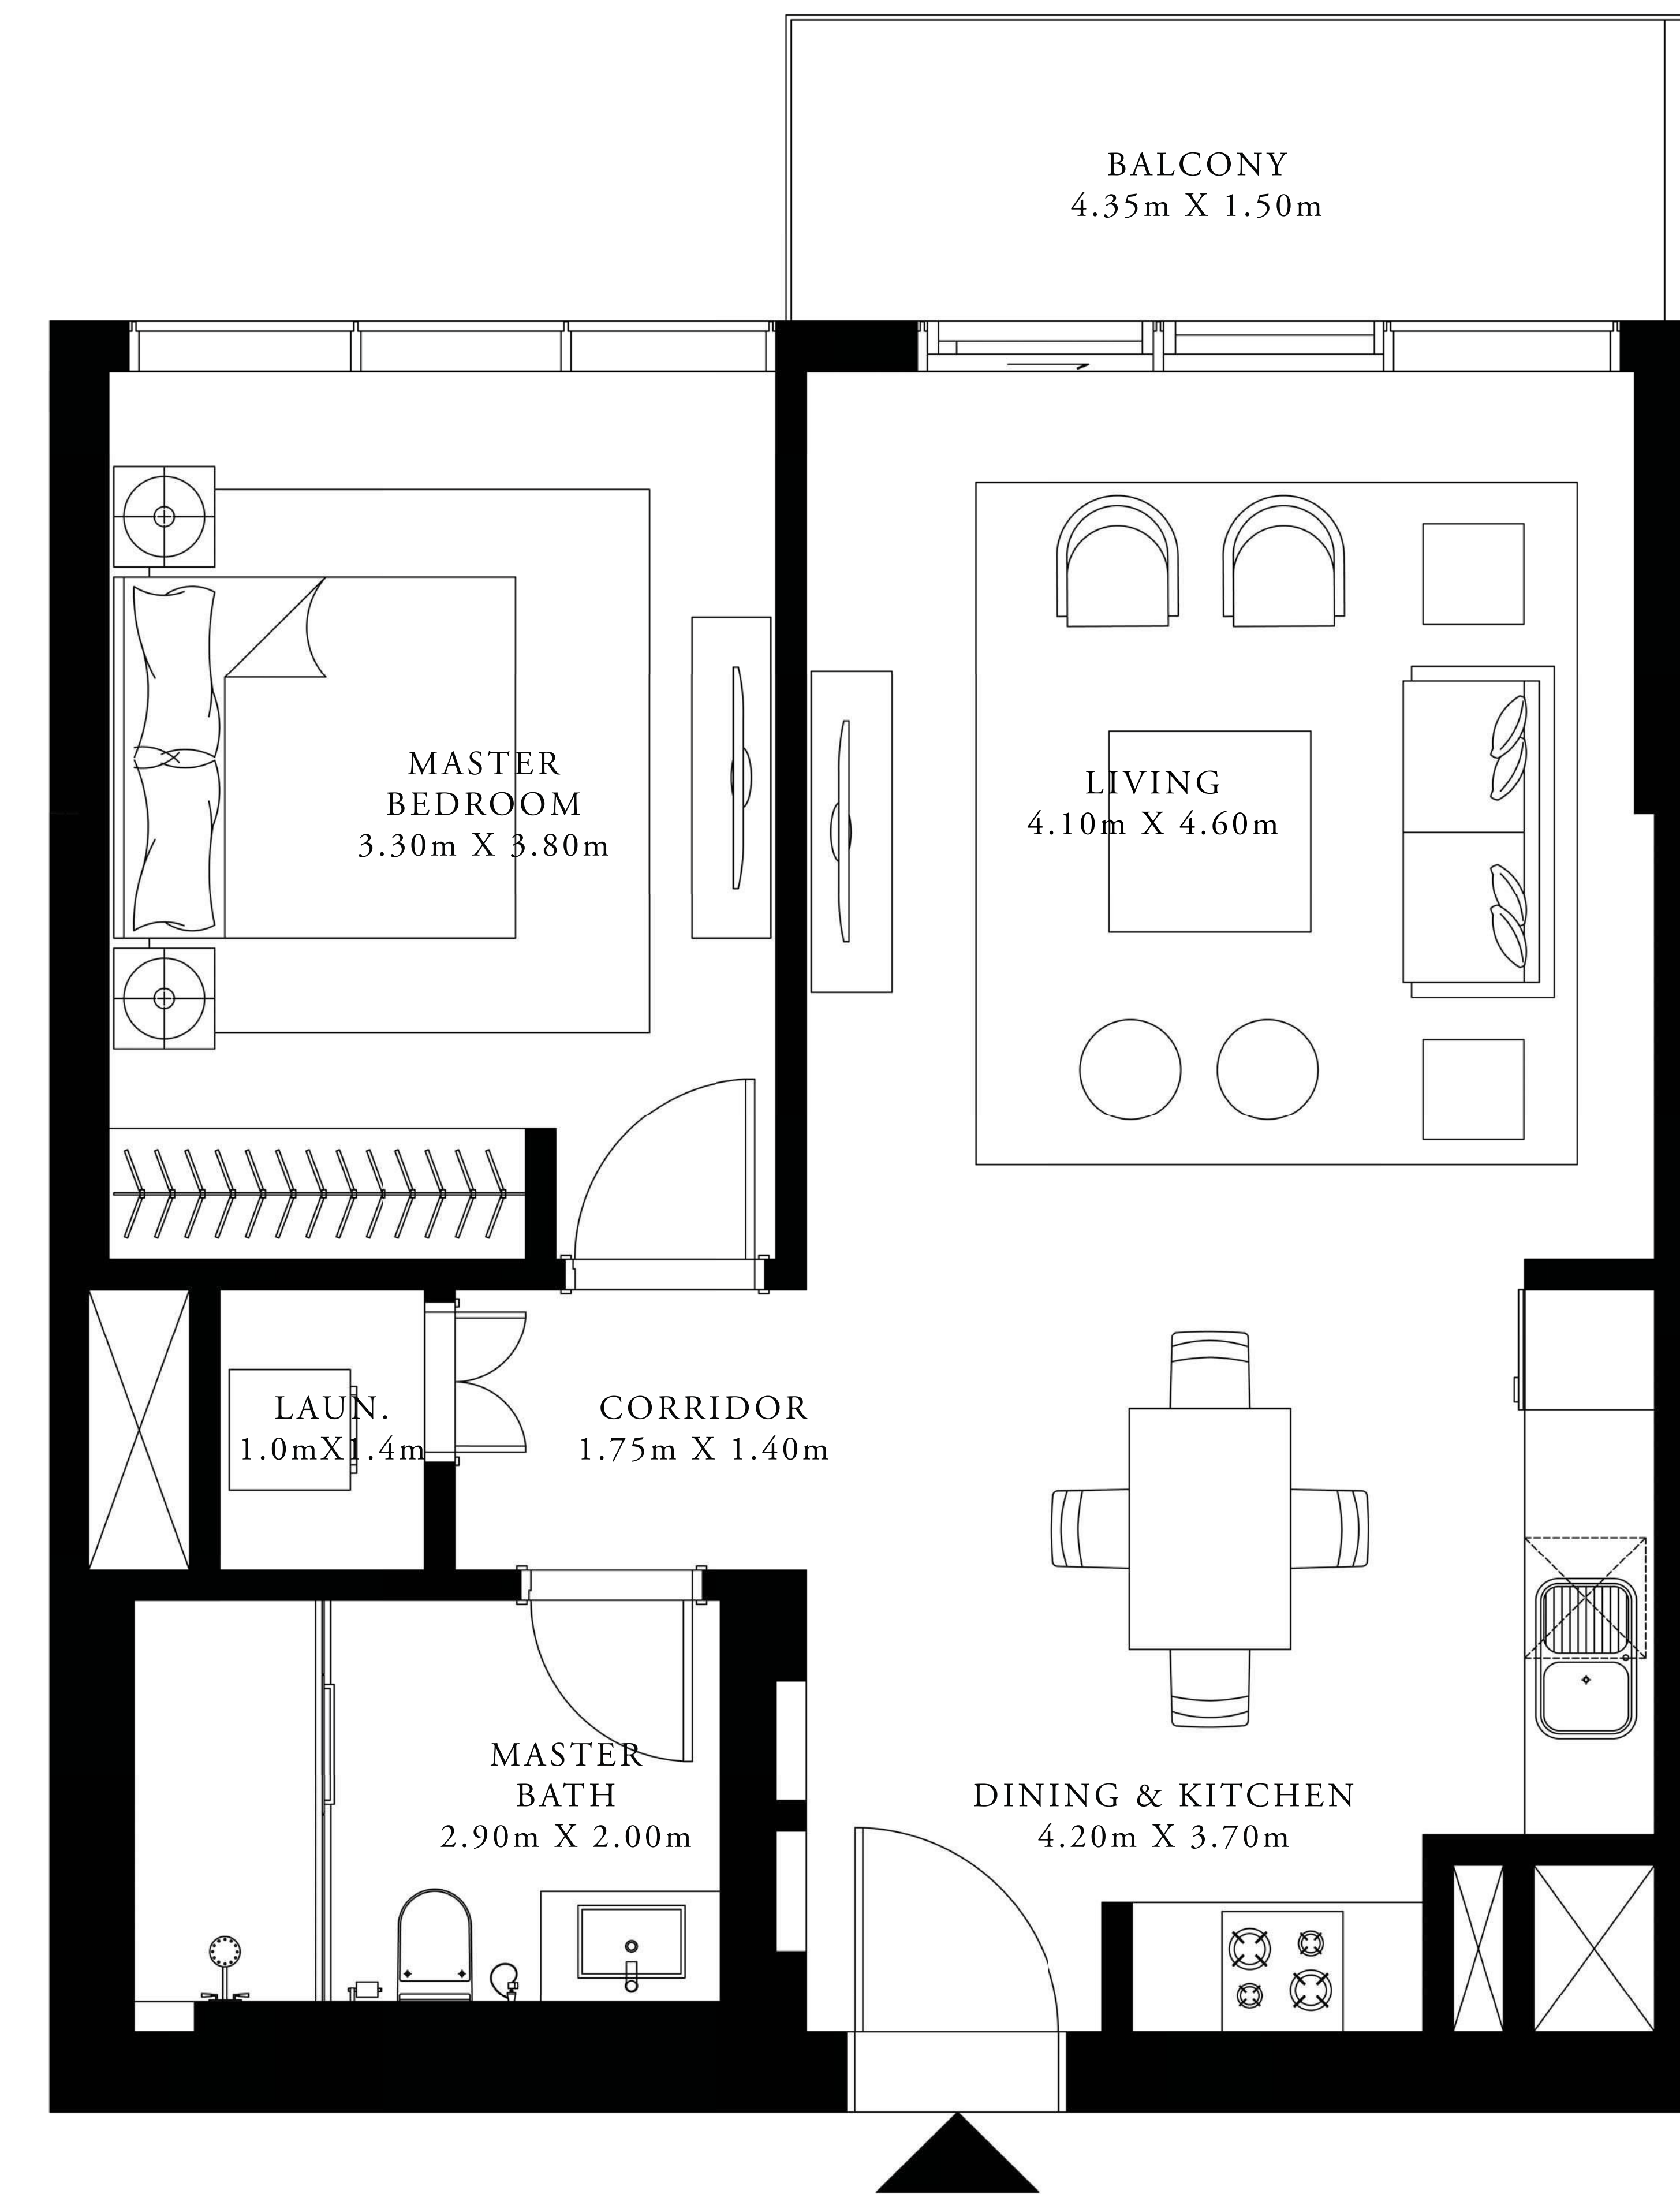 BALCONY
4.35m X 1.50m
MASTER
BEDROOM
3.30m X 3.80m
LIVING
4.10m X 4.60m
LAUN.
1.0mX1.4m
CORRIDOR
1.75m X 1.40m
MASTER
BATH
2.90m X 2.00m
DINING & KITCHEN
4.20m X 3.70m